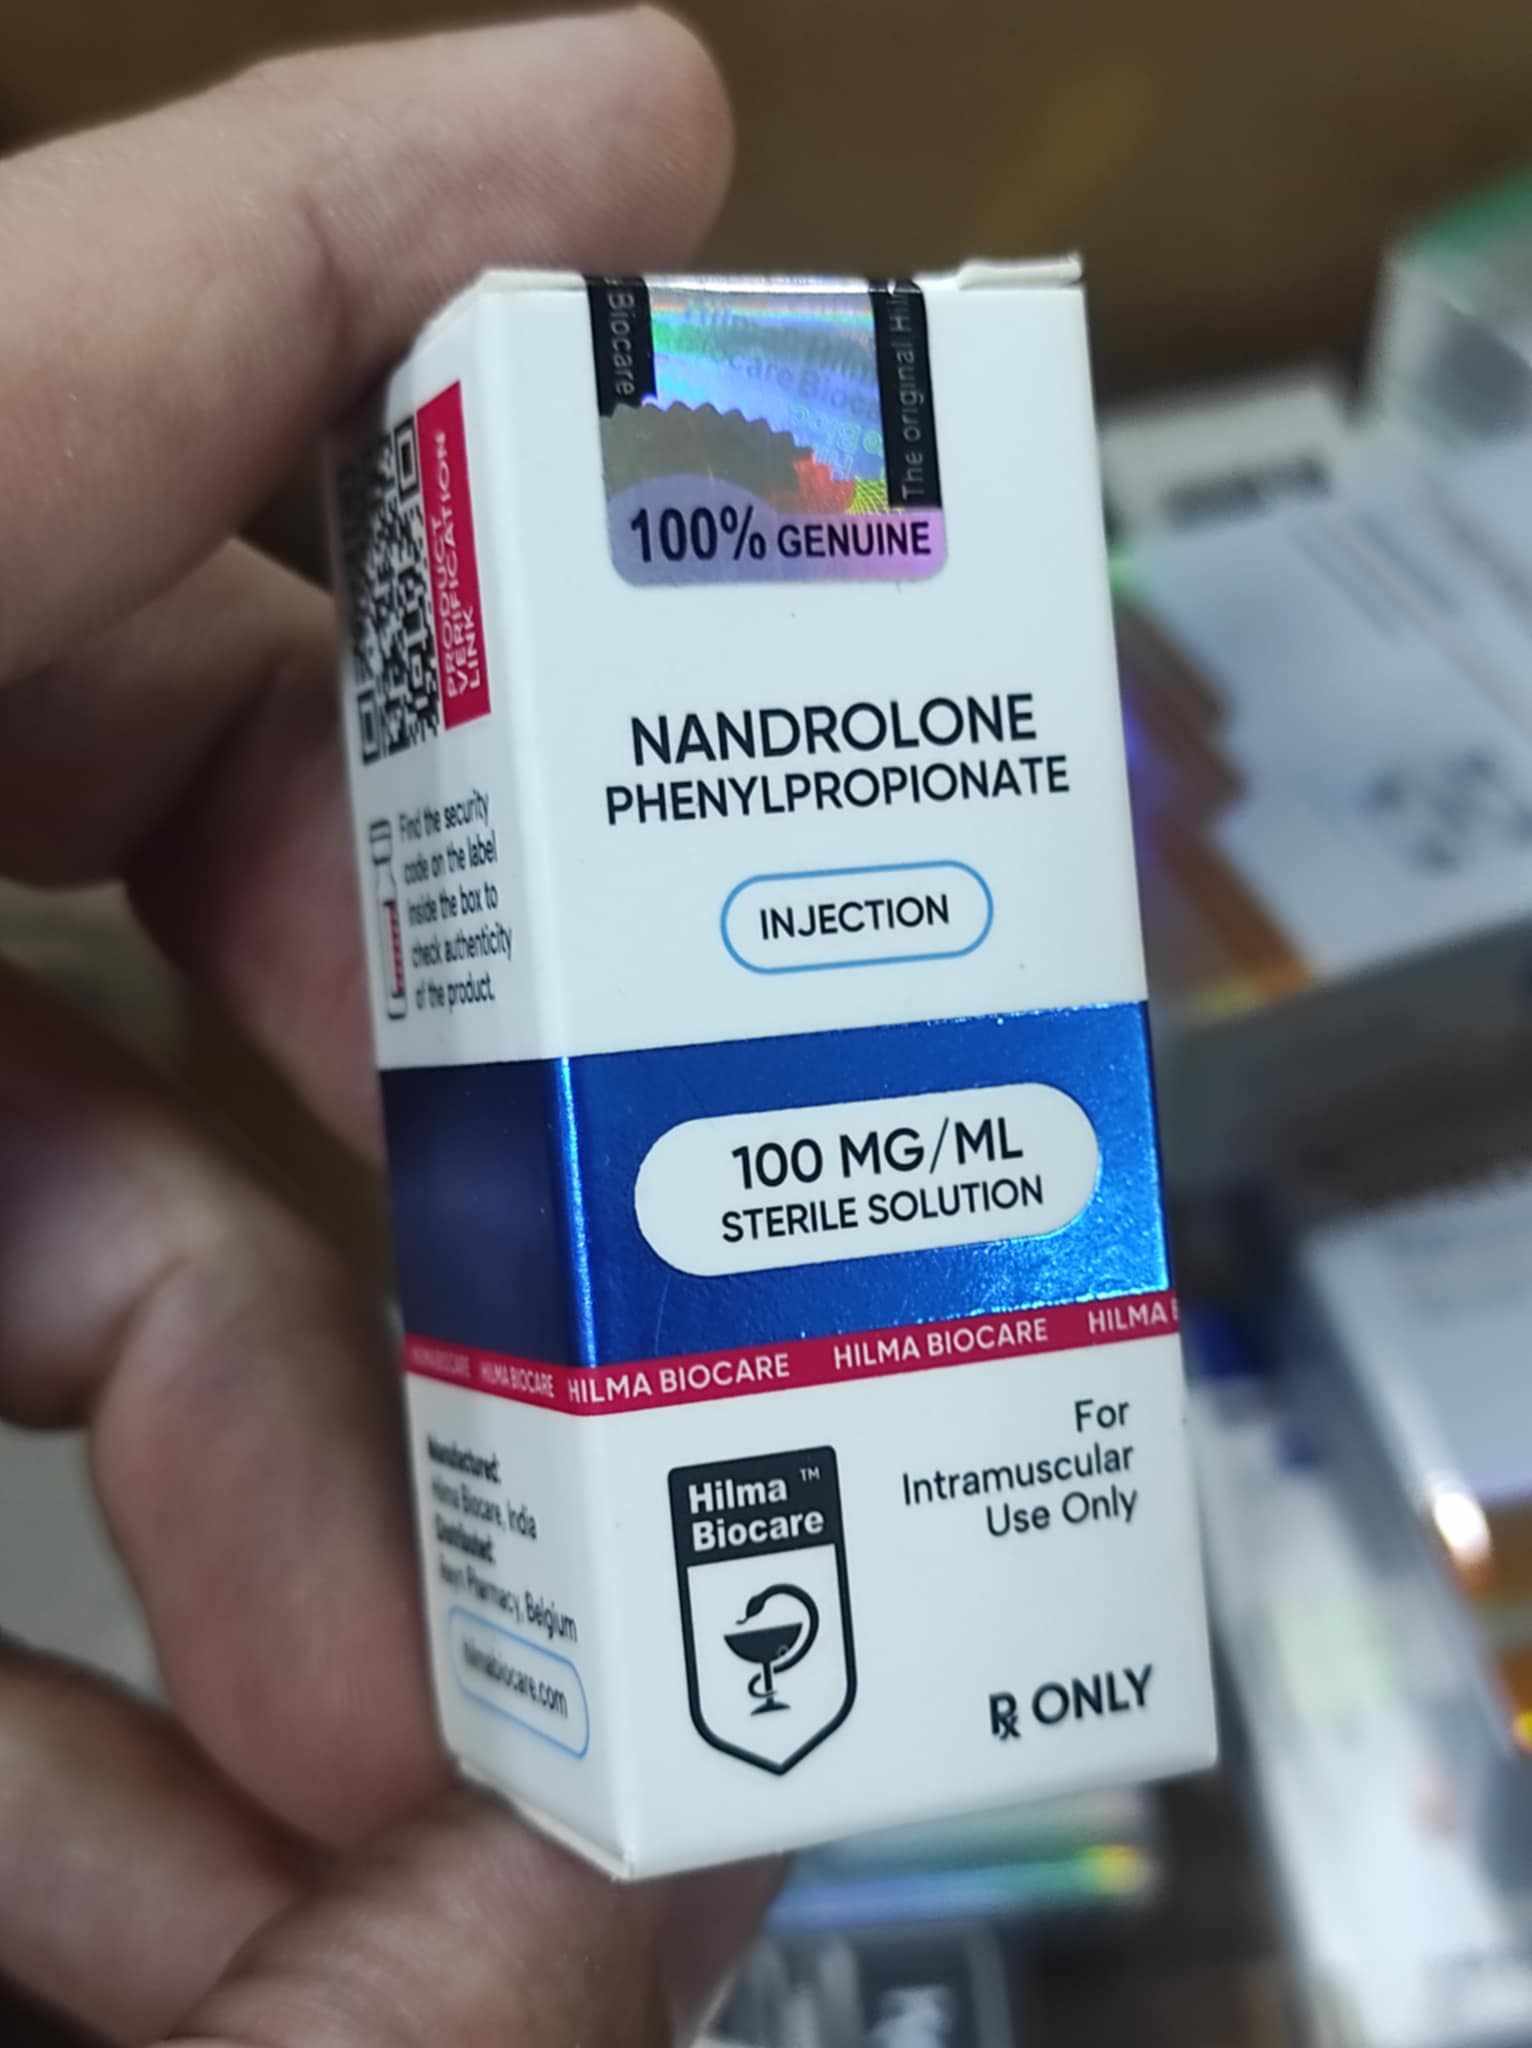 Biocare
The original Hil
100% GENUINE
NANDROLONE
PHENYLPROPIONATE
INJECTION
100 MG/ML
STERILE SOLUTION
HILMA BIOCARE HILMA BIOCARE HILMA BIOCARE HILMA
Hilma ™
Biocare
For
Intramuscular
Use Only
Rx ONLY
PRODUCT
VERIFICATION
LINK
Find the security
code on the label
inside the box to
check authenticity
of the product.
Manufactured:
Hilma Biocare, India
Distributed:
Pharmacy, Belgium
hilmabiocare.com